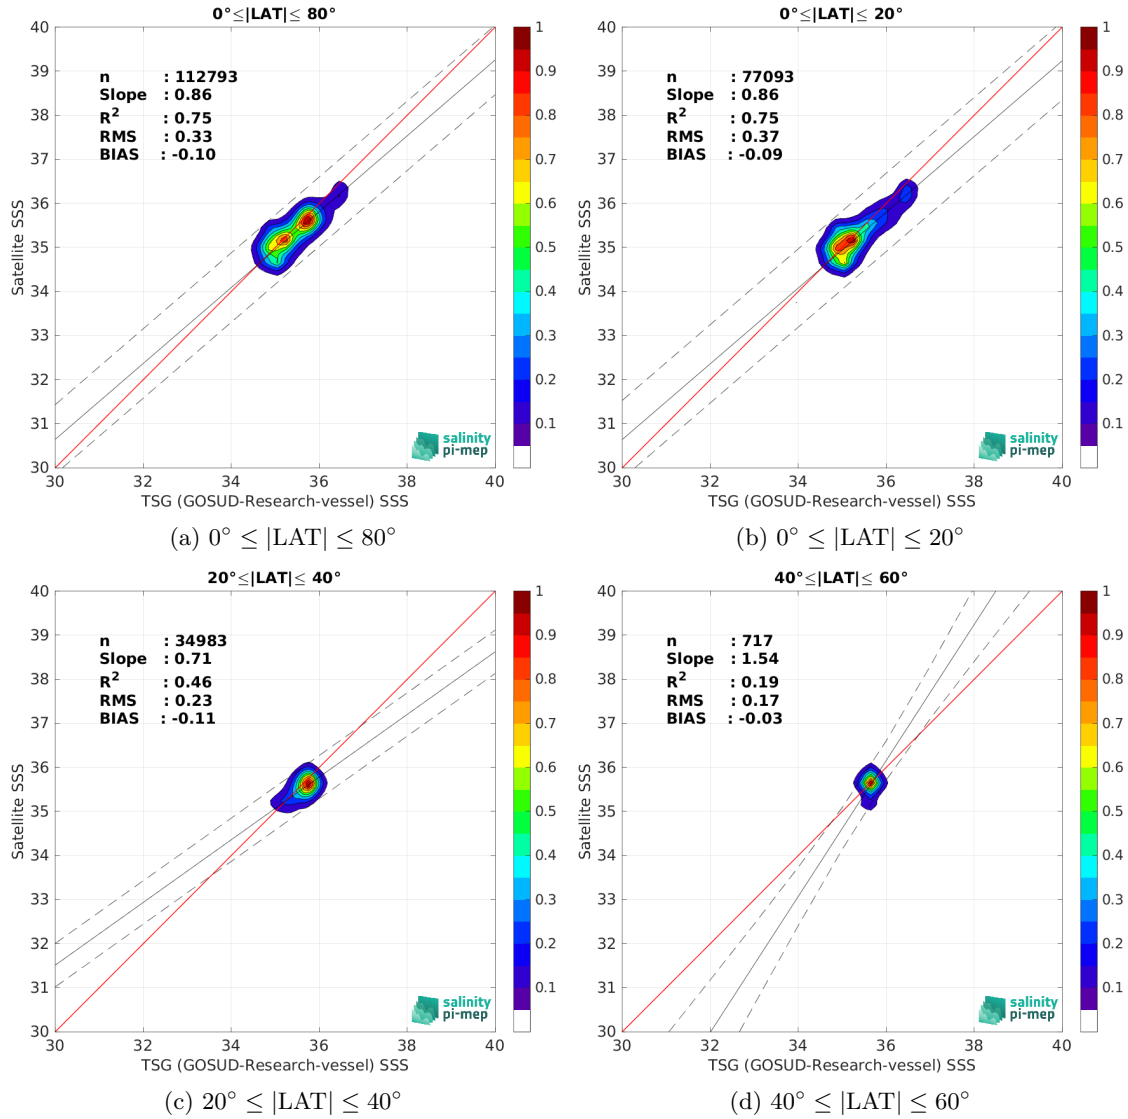 0°≤|LAT|≤ 80°
n : 112793
Slope : 0.86
R2 : 0.75
RMS : 0.33
BIAS : -0.10
40
39
38
37
36
35
34
33
32
31
30
Satellite SSS
30 32 34 36 38 40
TSG (GOSUD-Research-vessel) SSS
salinity
pi-mep
1
0.9
0.8
0.7
0.6
0.5
0.4
0.3
0.2
0.1
(a) 0° ≤ |LAT| ≤ 80°
0°≤|LAT|≤ 20°
n : 77093
Slope : 0.86
R2 : 0.75
RMS : 0.37
BIAS : -0.09
40
39
38
37
36
35
34
33
32
31
30
Satellite SSS
30 32 34 36 38 40
TSG (GOSUD-Research-vessel) SSS
salinity
pi-mep
1
0.9
0.8
0.7
0.6
0.5
0.4
0.3
0.2
0.1
(b) 0° ≤ |LAT| ≤ 20°
20°≤|LAT|≤ 40°
n : 34983
Slope : 0.71
R2 : 0.46
RMS : 0.23
BIAS : -0.11
40
39
38
37
36
35
34
33
32
31
30
Satellite SSS
30 32 34 36 38 40
TSG (GOSUD-Research-vessel) SSS
salinity
pi-mep
1
0.9
0.8
0.7
0.6
0.5
0.4
0.3
0.2
0.1
(c) 20° ≤ |LAT| ≤ 40°
40°≤|LAT|≤ 60°
n : 717
Slope : 1.54
R2 : 0.19
RMS : 0.17
BIAS : -0.03
40
39
38
37
36
35
34
33
32
31
30
Satellite SSS
30 32 34 36 38 40
TSG (GOSUD-Research-vessel) SSS
salinity
pi-mep
1
0.9
0.8
0.7
0.6
0.5
0.4
0.3
0.2
0.1
(d) 40° ≤ |LAT| ≤ 60°